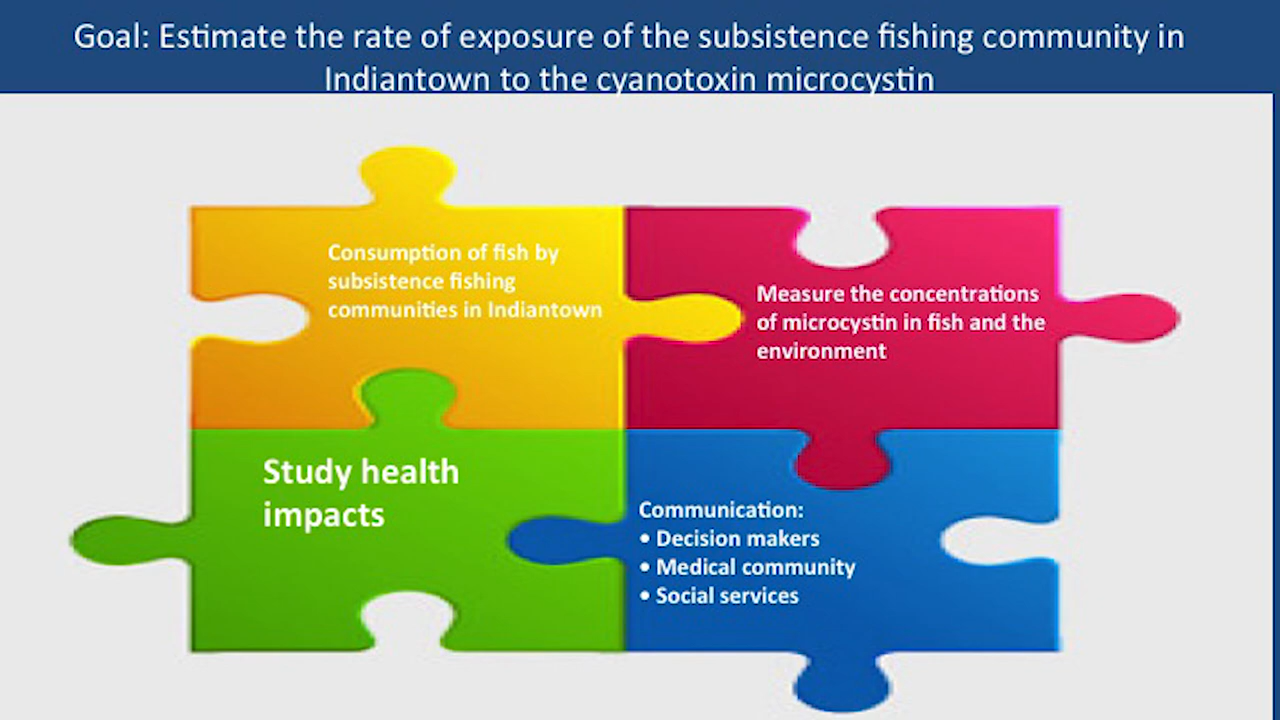 Goal: Estimate the rate of exposure of the subsistence fishing community in
Indiantown to the cyanotoxin microcystin
Consumption of fish by
subsistence fishing
communities in Indiantown
Measure the concentrations
of microcystin in fish and the
environment
Study health
impacts
Communication:
• Decision makers
• Medical community
• Social services